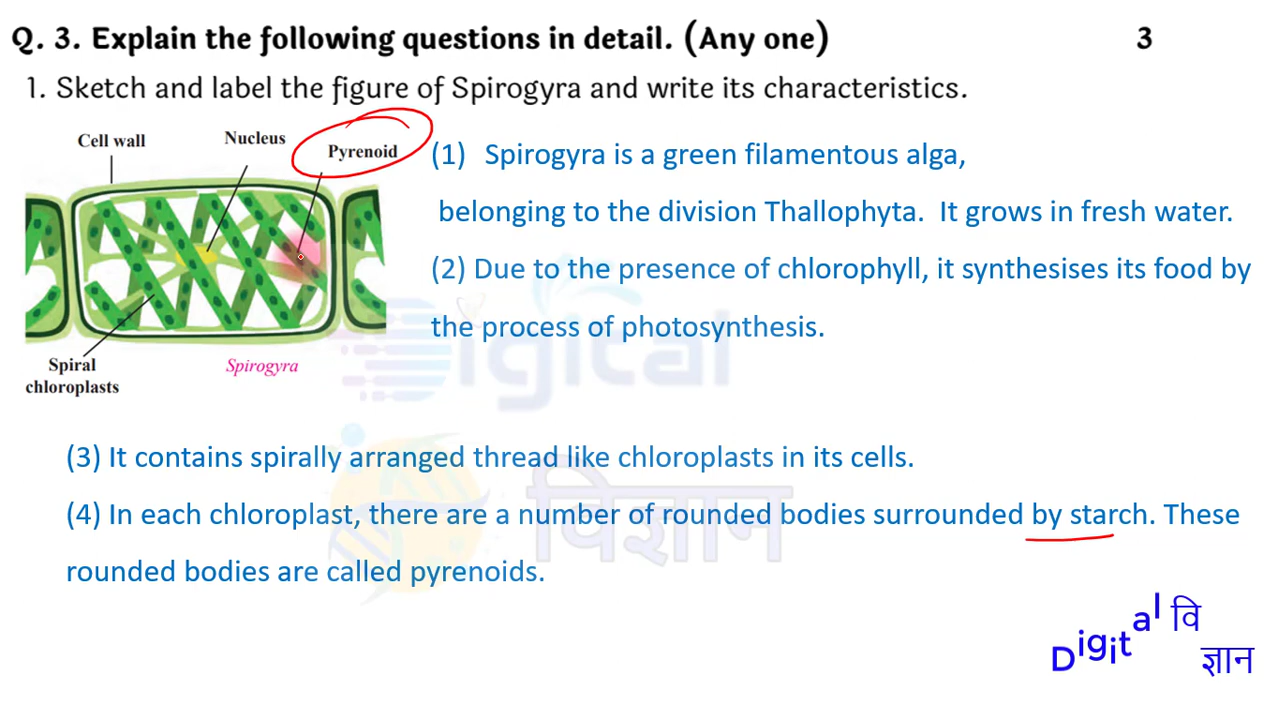 Q. 3. Explain the following questions in detail. (Any one) 3
1. Sketch and label the figure of Spirogyra and write its characteristics.
Cell wall
Nucleus
Pyrenoid
Spiral
chloroplasts
Spirogyra
(1) Spirogyra is a green filamentous alga,
belonging to the division Thallophyta. It grows in fresh water.
(2) Due to the presence of chlorophyll, it synthesises its food by
the process of photosynthesis.
(3) It contains spirally arranged thread like chloroplasts in its cells.
(4) In each chloroplast, there are a number of rounded bodies surrounded by starch. These
rounded bodies are called pyrenoids.
Digital
विज्ञान
Digital वि
ज्ञान